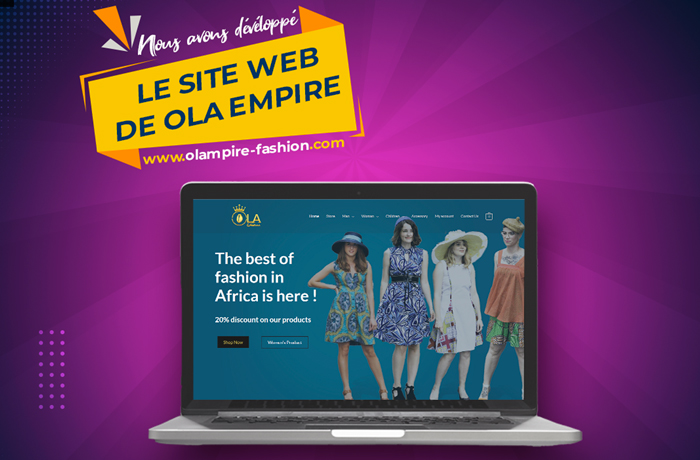 Nous avons dévéloppé
LE SITE WEB
DE OLA EMPIRE
www.olampire-fashion.com
OLA
Home Store Men Women Children Accessory My account Contact Us
The best of
fashion in
Africa is here !
20% discount on our products
Shop Now Women's Product